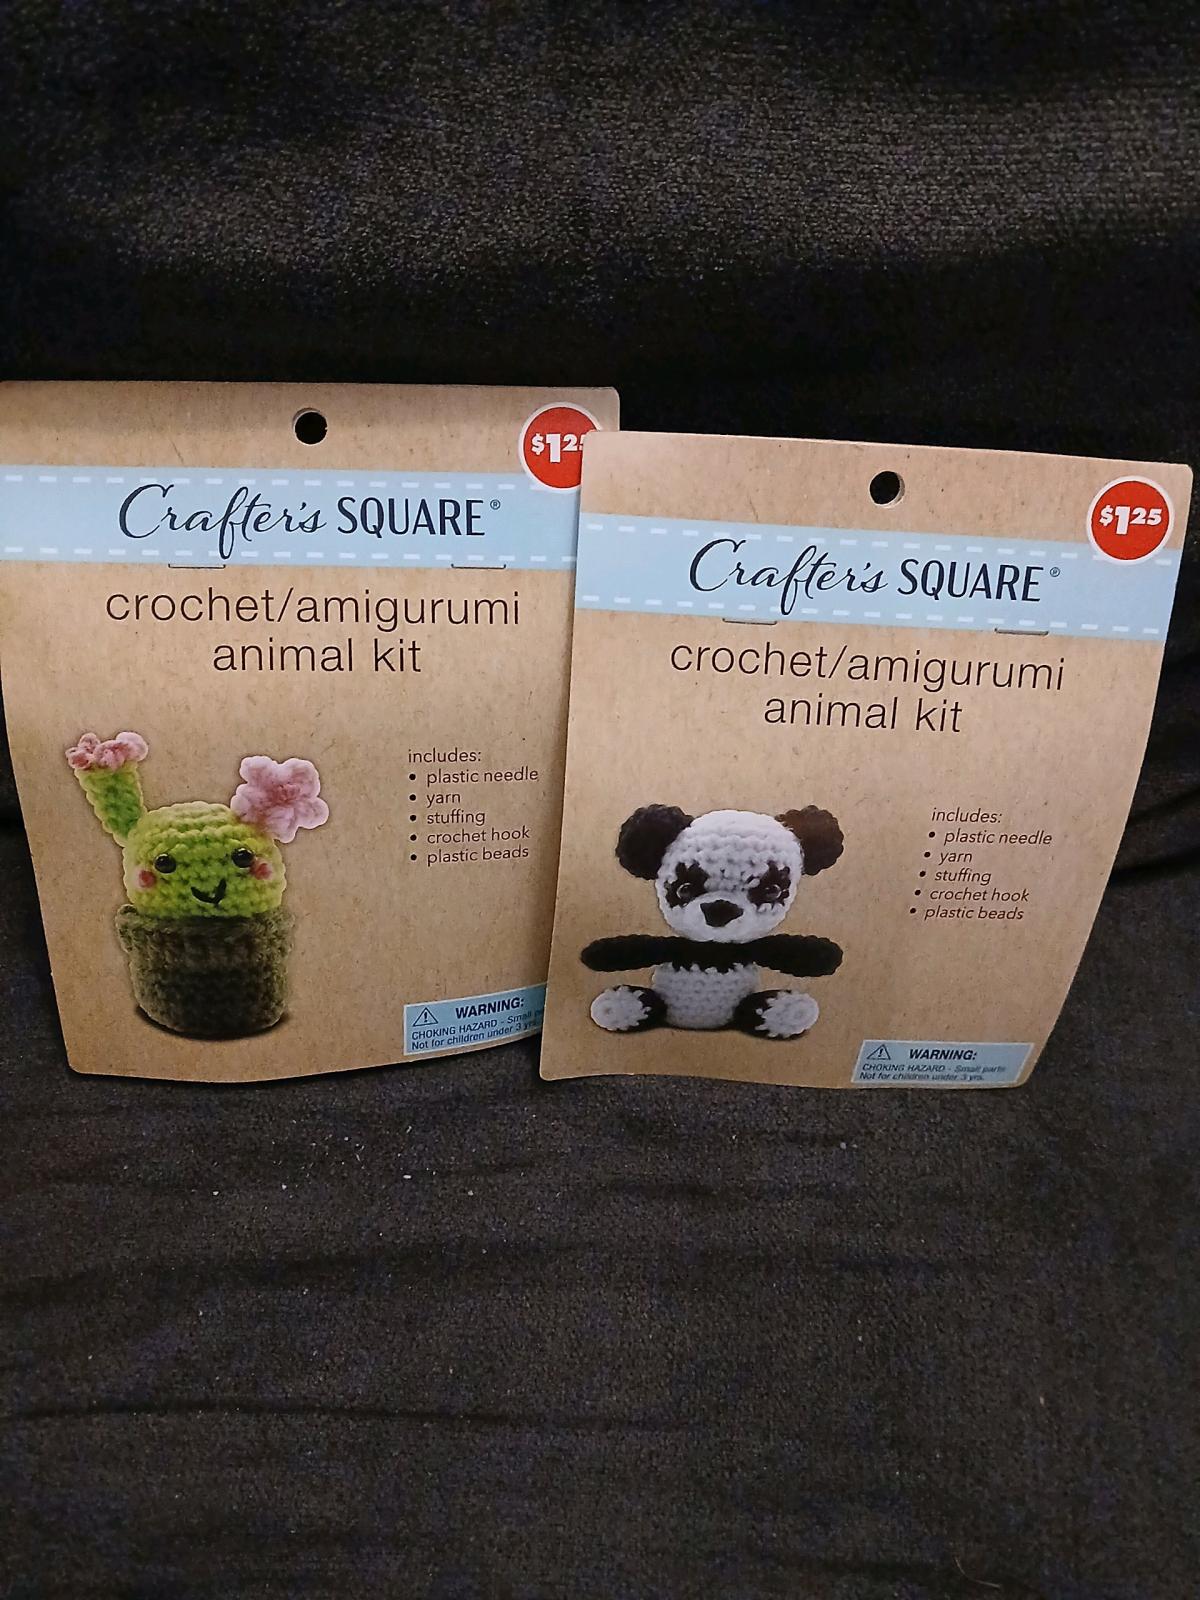 $1
Crafter's SQUARE®
crochet/amigurumi
animal kit
includes:
• plastic needle
• yarn
• stuffing
• crochet hook
• plastic beads
WARNING:
CHOKING HAZARD - Small
Not for children under 3 yrs.
$1.25
Crafter's SQUARE®
crochet/amigurumi
animal kit
includes:
• plastic needle
• yarn
• stuffing
• crochet hook
• plastic beads
WARNING:
CHOKING HAZARD - Small parts
Not for children under 3 yrs.